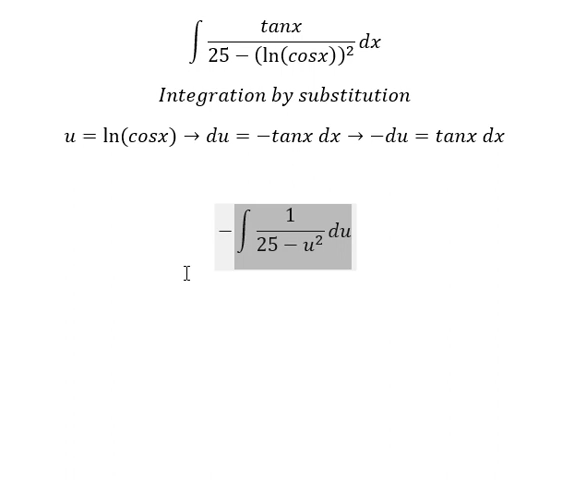 ∫ tanx / (25 − (ln(cosx))²) dx
Integration by substitution
u = ln(cosx) → du = −tanx dx → −du = tanx dx
−∫ 1 / (25 − u²) du